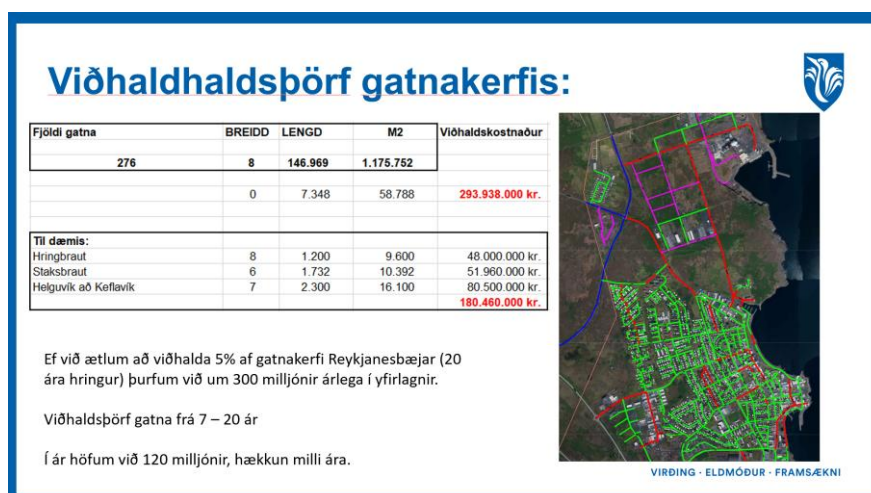 Viðhaldhaldsþörf gatnakerfis:
Fjöldi gatna BREIDD LENGD M2 Viðhaldskostnaður
276 8 146.969 1.175.752
0 7.348 58.788 293.938.000 kr.
Til dæmis:
Hringbraut 8 1.200 9.600 48.000.000 kr.
Staksbraut 6 1.732 10.392 51.960.000 kr.
Helguvík að Keflavík 7 2.300 16.100 80.500.000 kr.
180.460.000 kr.
Ef við ætlum að viðhalda 5% af gatnakerfi Reykjanesbæjar (20
ára hringur) þurfum við um 300 milljónir árlega í yfirlagnir.
Viðhaldsþörf gatna frá 7 – 20 ár
Í ár höfum við 120 milljónir, hækkun milli ára.
VIRÐING · ELDMÓÐUR · FRAMSÆKNI